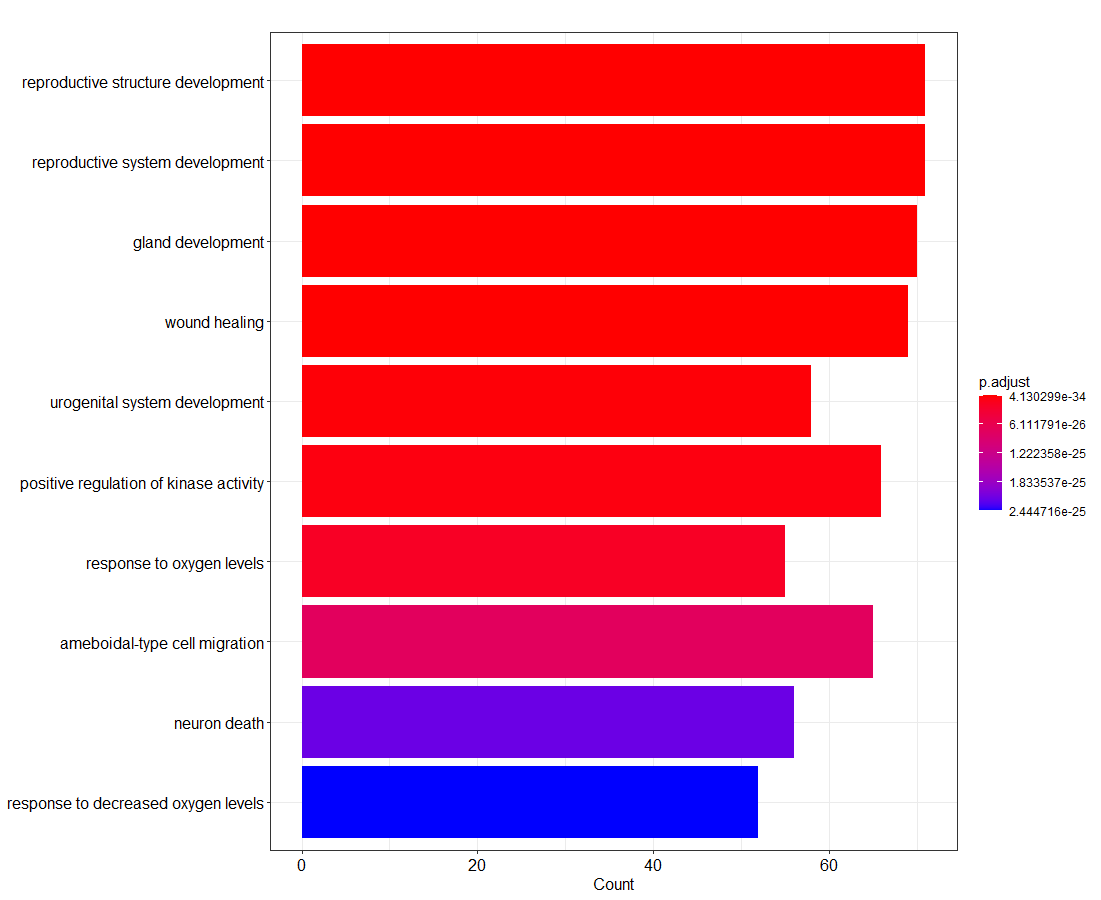 reproductive structure development
reproductive system development
gland development
wound healing
urogenital system development
positive regulation of kinase activity
response to oxygen levels
ameboidal-type cell migration
neuron death
response to decreased oxygen levels
0 20 40 60
Count
p.adjust
4.130299e-34
6.111791e-26
1.222358e-25
1.833537e-25
2.444716e-25